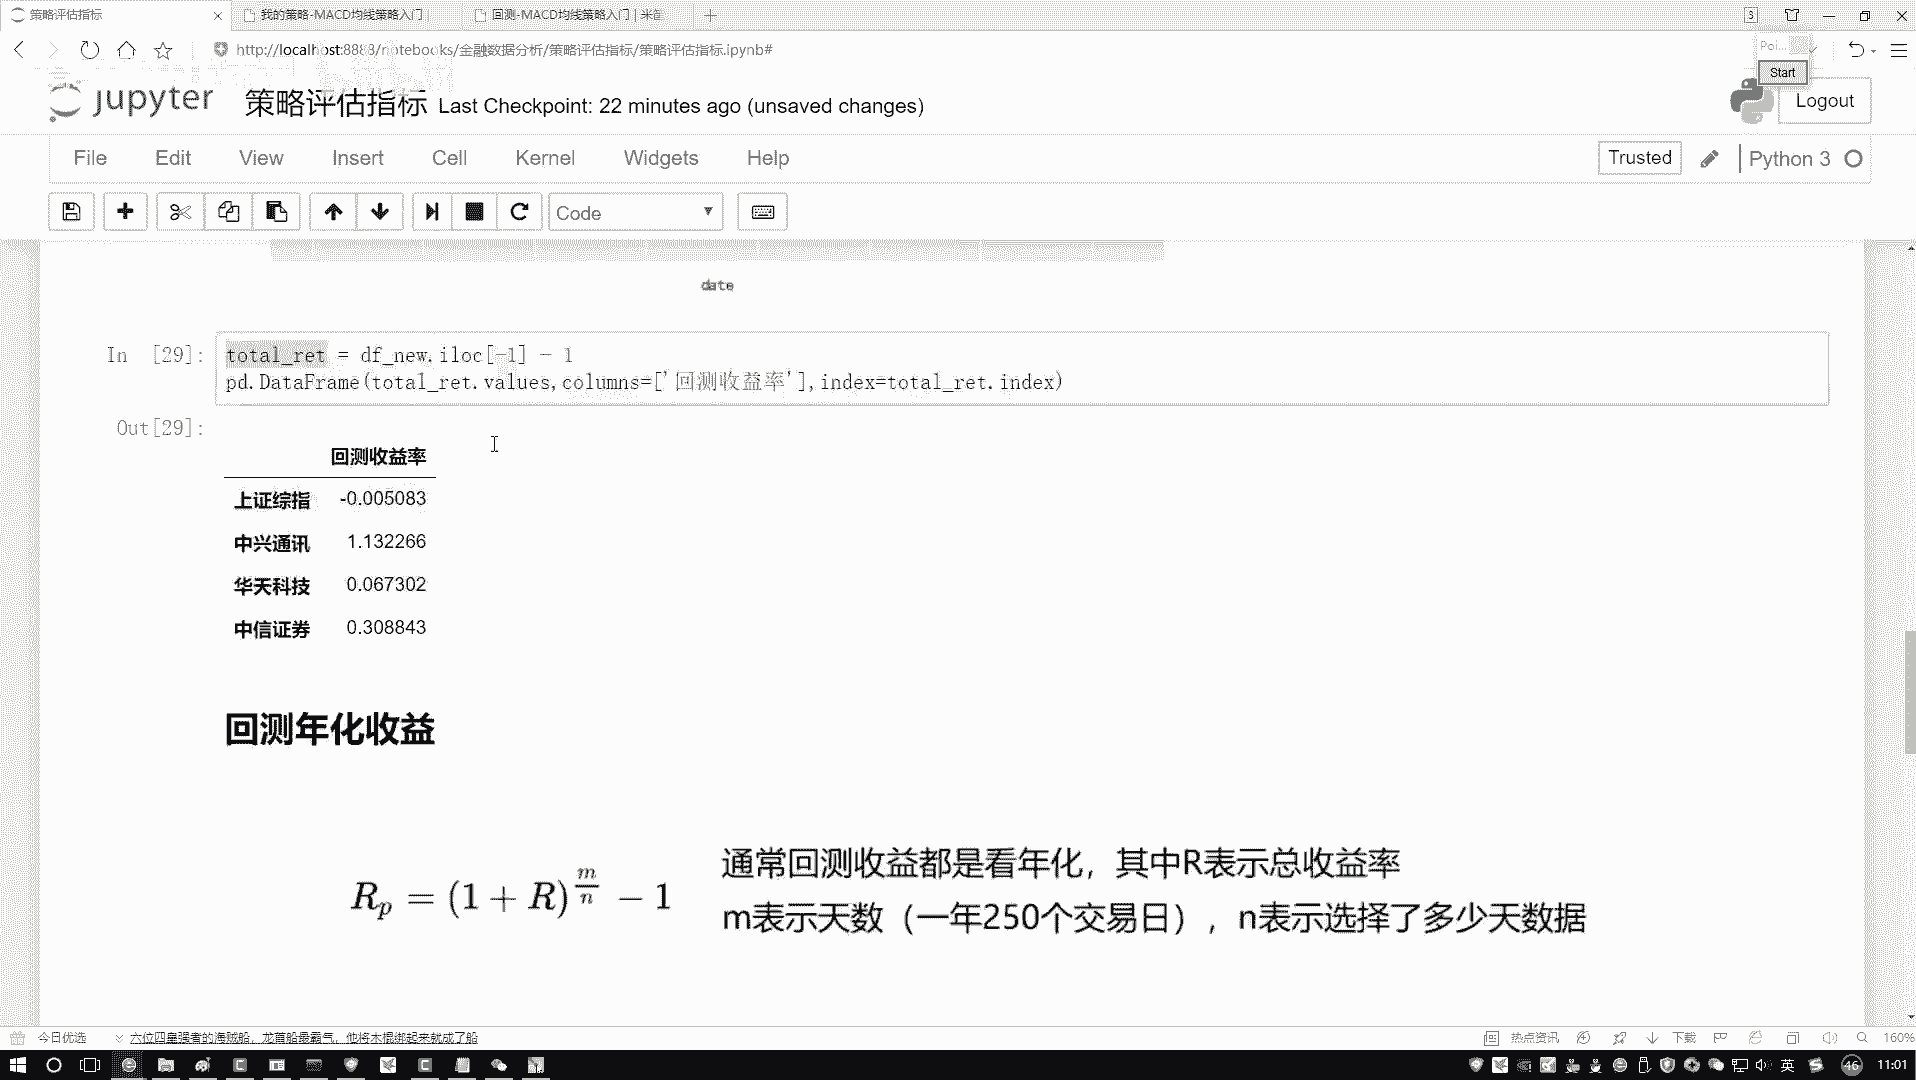 策略评估指标
我的策略-MACD均线策略入门
回测-MACD均线策略入门 | 米筐
http://localhost:8888/notebooks/金融数据分析/策略评估指标/策略评估指标.ipynb#
Poi...
Start
jupyter 策略评估指标 Last Checkpoint: 22 minutes ago (unsaved changes)
Logout
File Edit View Insert Cell Kernel Widgets Help
Trusted Python 3
Code
date
In [29]: total_ret = df_new.iloc[-1] - 1
pd.DataFrame(total_ret.values,columns=['回测收益率'],index=total_ret.index)
Out[29]:
回测收益率
上证综指 -0.005083
中兴通讯 1.132266
华天科技 0.067302
中信证券 0.308843
回测年化收益
通常回测收益都是看年化，其中R表示总收益率
R_p = (1 + R)^{m/n} - 1
m表示天数（一年250个交易日），n表示选择了多少天数据
今日优选 六位四皇强者的海贼船，龙首船最霸气，他将木棍绑起来就成了船 热点资讯 下载 160%
英 46 11:01